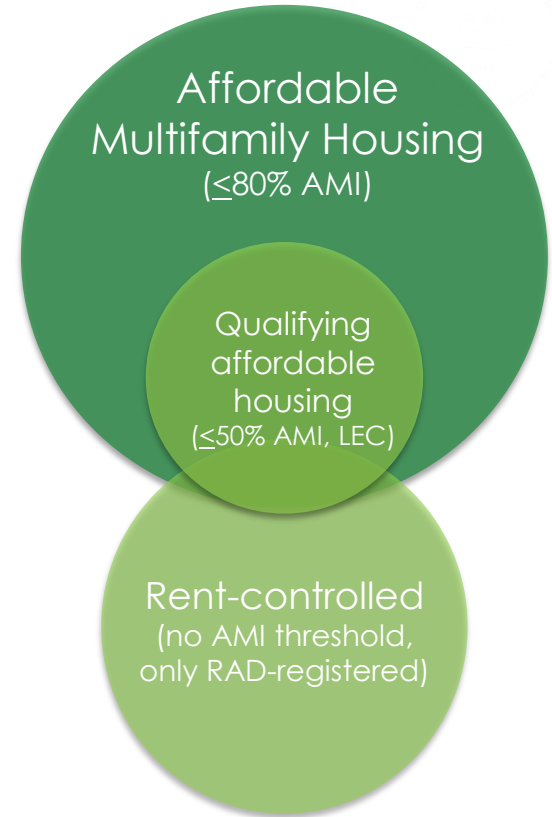 Affordable
Multifamily Housing
(≤80% AMI)
Qualifying
affordable
housing
(≤50% AMI, LEC)
Rent-controlled
(no AMI threshold,
only RAD-registered)